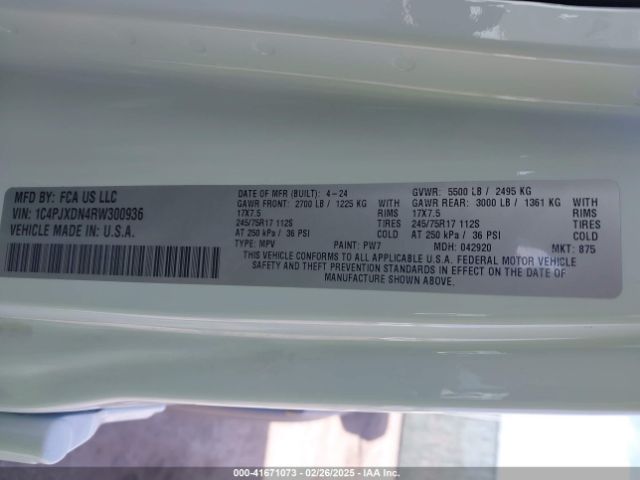 MFD BY: FCA US LLC
VIN: 1C4PJXDN4RW300936
VEHICLE MADE IN: U.S.A.
DATE OF MFR (BUILT): 4-24
GAWR FRONT: 2700 LB / 1225 KG WITH
17X7.5 RIMS
245/75R17 112S TIRES
AT 250 kPa / 36 PSI COLD
GVWR: 5500 LB / 2495 KG
GAWR REAR: 3000 LB / 1361 KG WITH
17X7.5 RIMS
245/75R17 112S TIRES
AT 250 kPa / 36 PSI COLD
TYPE: MPV PAINT: PW7 MDH: 042920 MKT: 875
THIS VEHICLE CONFORMS TO ALL APPLICABLE U.S.A. FEDERAL MOTOR VEHICLE
SAFETY AND THEFT PREVENTION STANDARDS IN EFFECT ON THE DATE OF
MANUFACTURE SHOWN ABOVE.
000-41671073 / 02/26/2025 - IAA Inc.